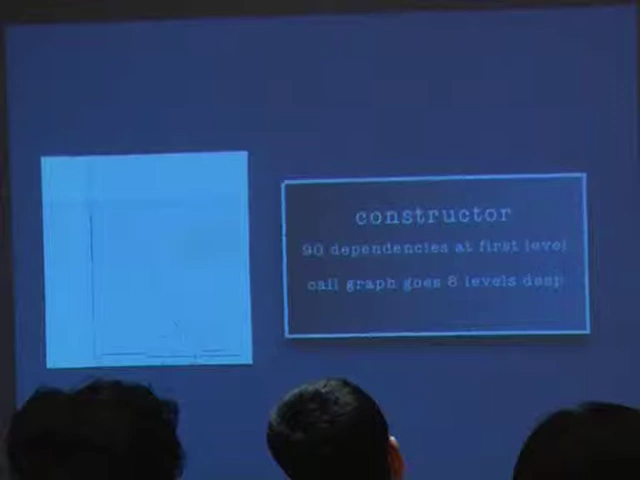 constructor
90 dependencies at first level
call graph goes 8 levels deep